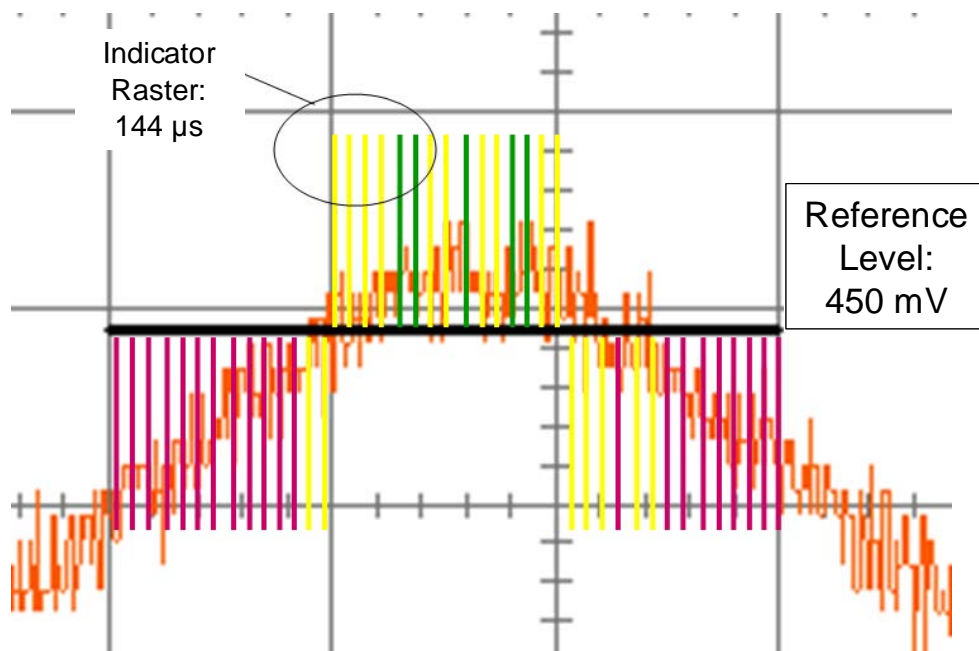 Indicator
Raster:
144 µs
Reference
Level:
450 mV